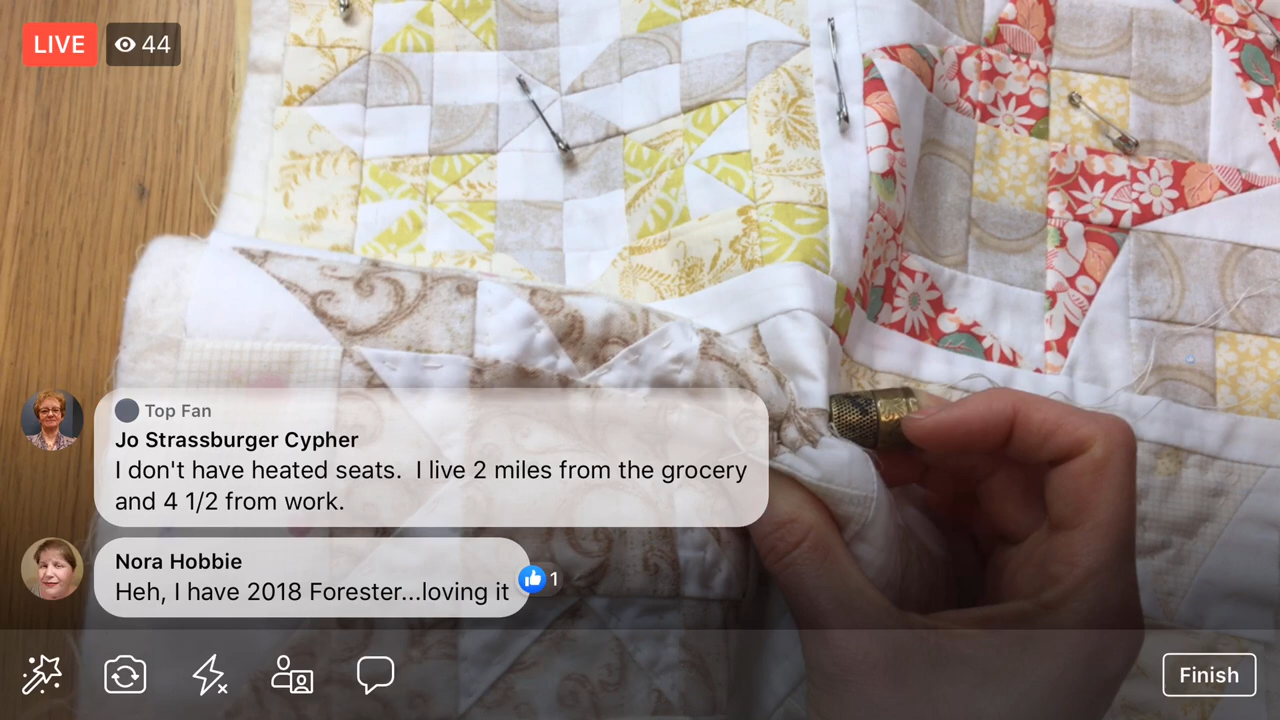 LIVE 44
Top Fan
Jo Strassburger Cypher
I don't have heated seats.  I live 2 miles from the grocery
and 4 1/2 from work.
Nora Hobbie
Heh, I have 2018 Forester...loving it
1
Finish